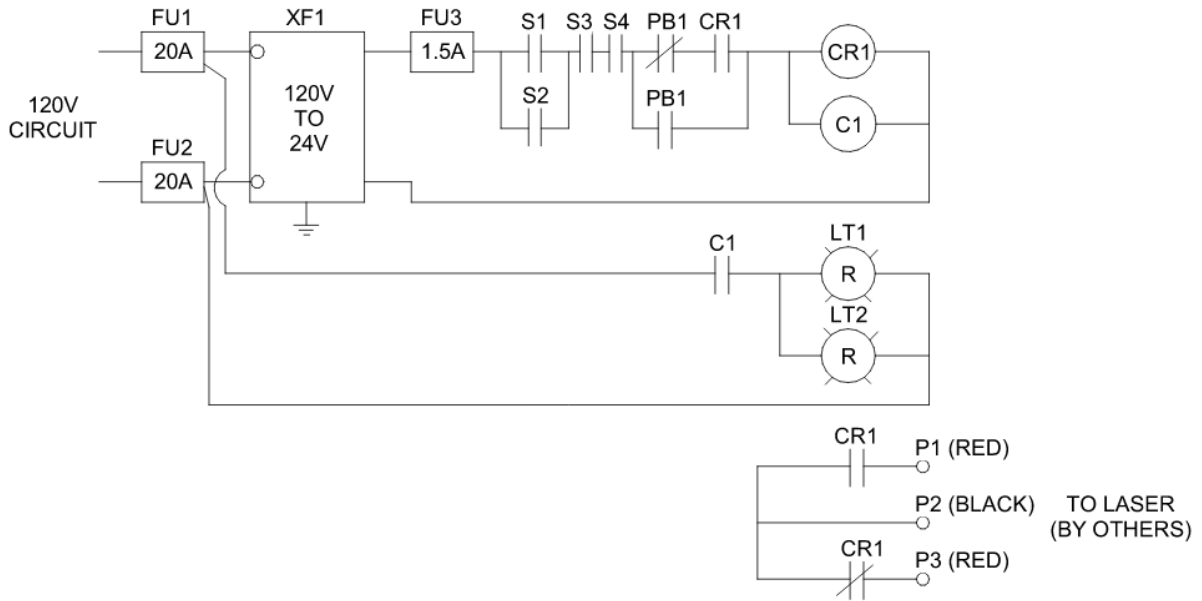 FU1
XF1
FU3
S1
S3
S4
PB1
CR1
20A
1.5A
CR1
120V
TO
24V
S2
PB1
120V
CIRCUIT
C1
FU2
20A
C1
LT1
R
LT2
R
CR1
P1 (RED)
P2 (BLACK)
TO LASER
(BY OTHERS)
CR1
P3 (RED)